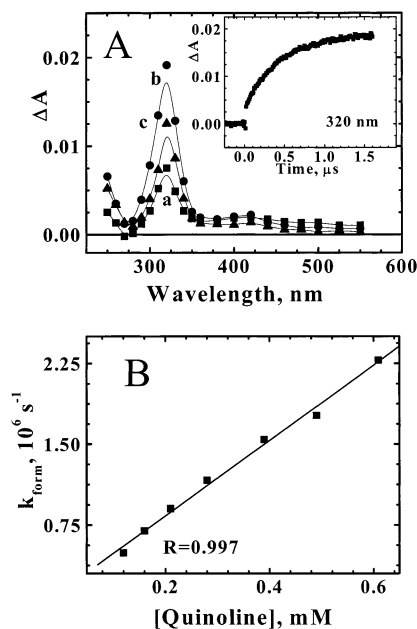 A
ΔA
0.02
0.01
0.00
b
c
a
ΔA
0.02
0.01
0.00
320 nm
0.0 0.5 1.0 1.5
Time, μs
300 400 500 600
Wavelength, nm
B
k_form, 10^6 s^-1
2.25
1.50
0.75
R=0.997
0.2 0.4 0.6
[Quinoline], mM